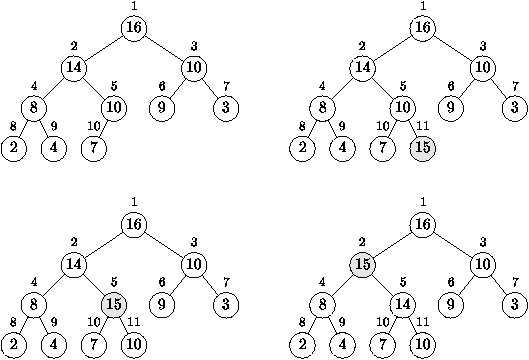 1 1
16 16
2 3 2 3
14 10 14 10
4 5 6 7 4 5 6 7
8 10 9 3 8 10 9 3
8 9 10 8 9 10 11
2 4 7 2 4 7 15
1 1
16 16
2 3 2 3
14 10 15 10
4 5 6 7 4 5 6 7
8 15 9 3 8 14 9 3
8 9 10 11 8 9 10 11
2 4 7 10 2 4 7 10